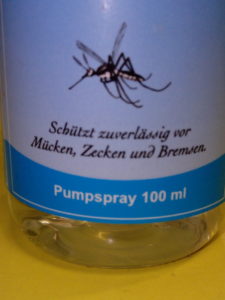 Schützt zuverlässig vor
Mücken, Zecken und Bremsen.
Pumpspray 100 ml